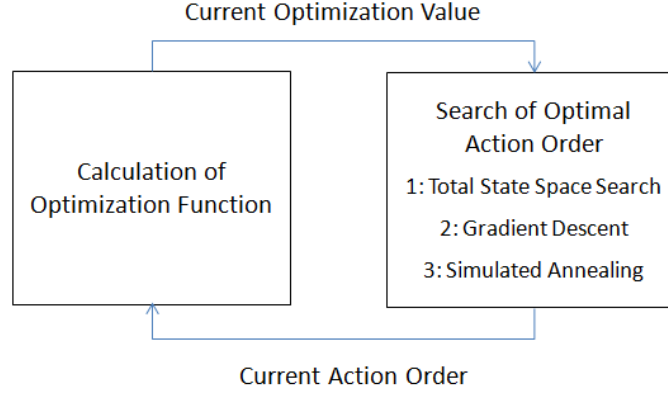 Current Optimization Value
Calculation of
Optimization Function
Search of Optimal
Action Order
1: Total State Space Search
2: Gradient Descent
3: Simulated Annealing
Current Action Order